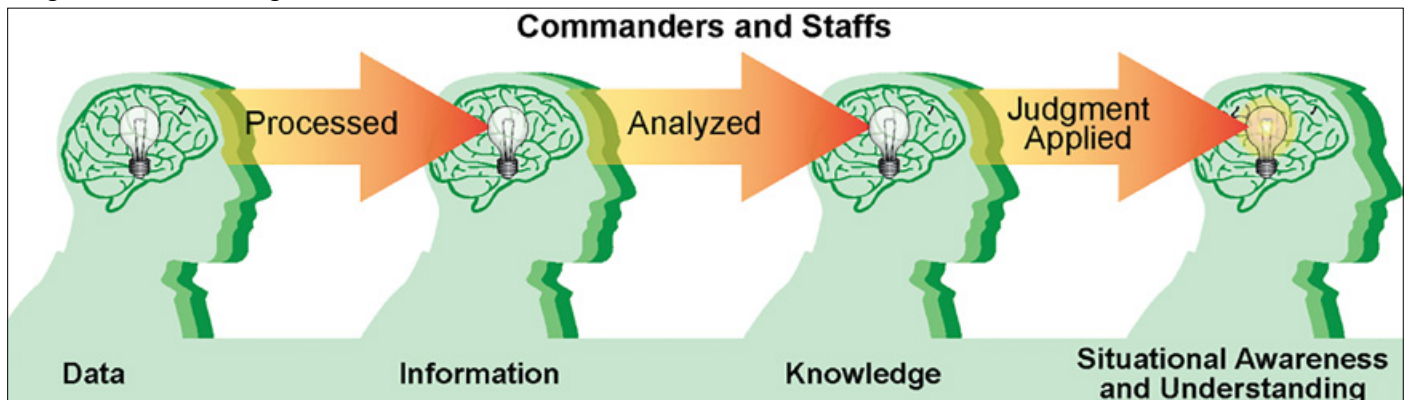 Commanders and Staffs
Processed
Analyzed
Judgment
Applied
Data
Information
Knowledge
Situational Awareness
and Understanding